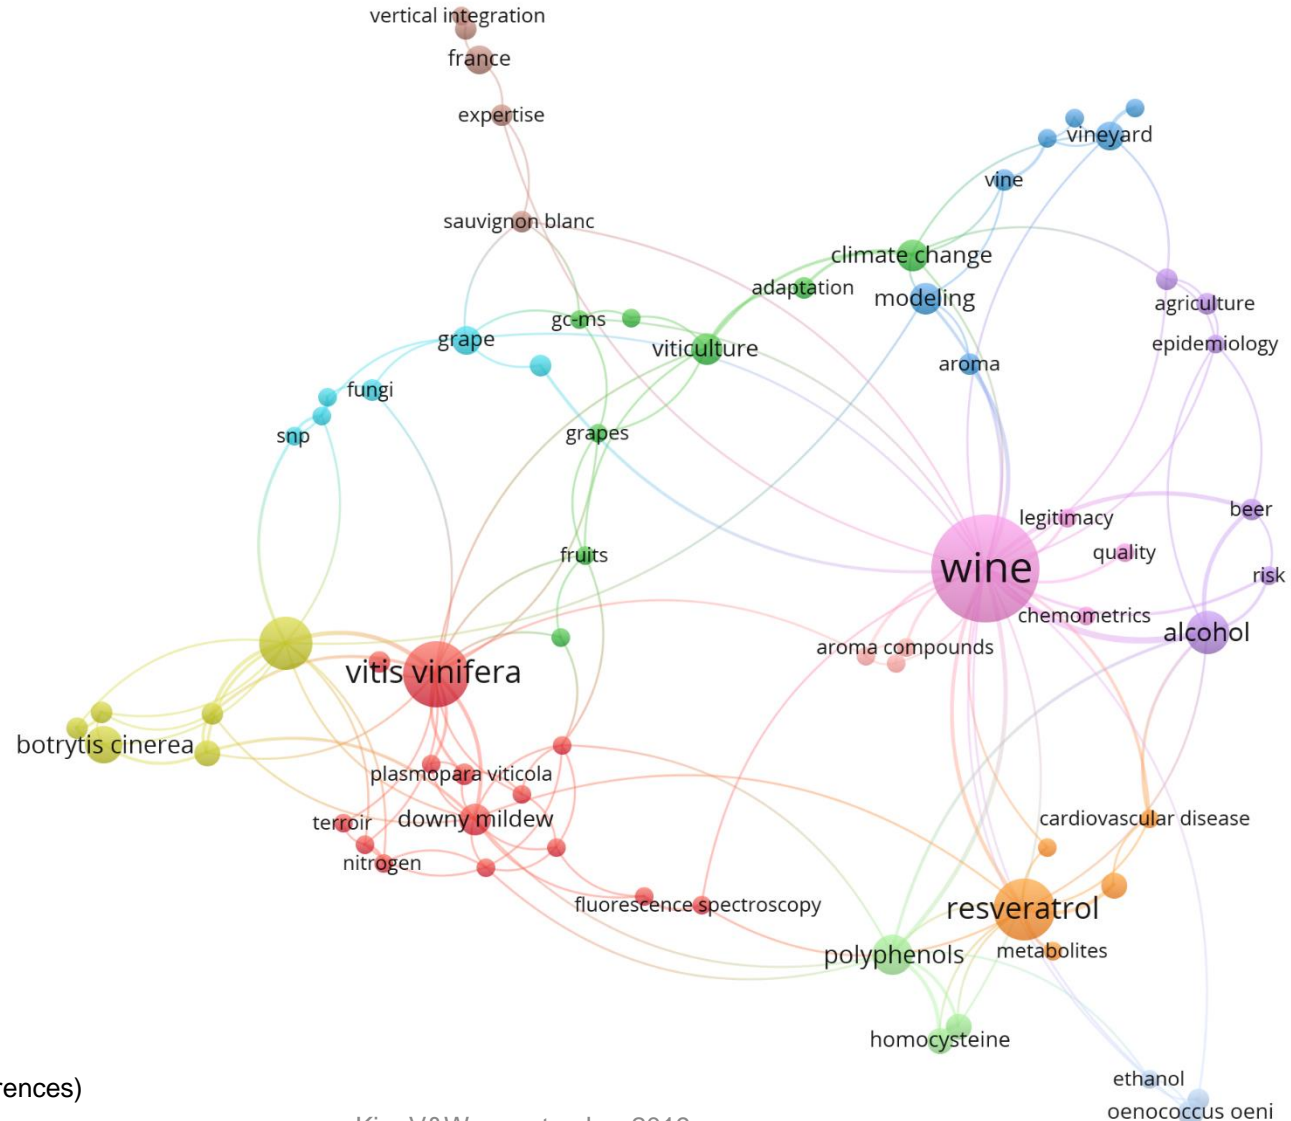 vertical integration
france
expertise
vineyard
vine
sauvignon blanc
climate change
adaptation
modeling
agriculture
gc-ms
grape
viticulture
epidemiology
aroma
fungi
snp
grapes
beer
legitimacy
quality
fruits
wine
risk
chemometrics
alcohol
aroma compounds
vitis vinifera
botrytis cinerea
plasmopara viticola
terroir
downy mildew
cardiovascular disease
nitrogen
fluorescence spectroscopy
resveratrol
polyphenols
metabolites
homocysteine
ethanol
rences)
oenococcus oeni